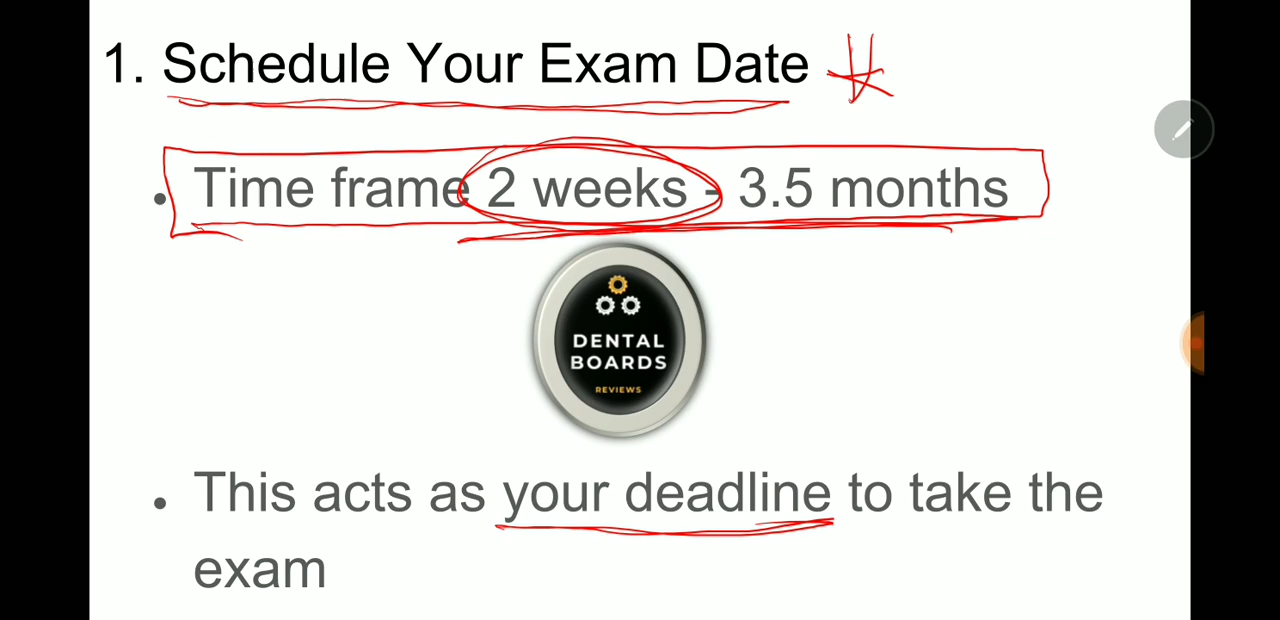 1. Schedule Your Exam Date
• Time frame 2 weeks - 3.5 months
DENTAL
BOARDS
REVIEWS
• This acts as your deadline to take the
exam